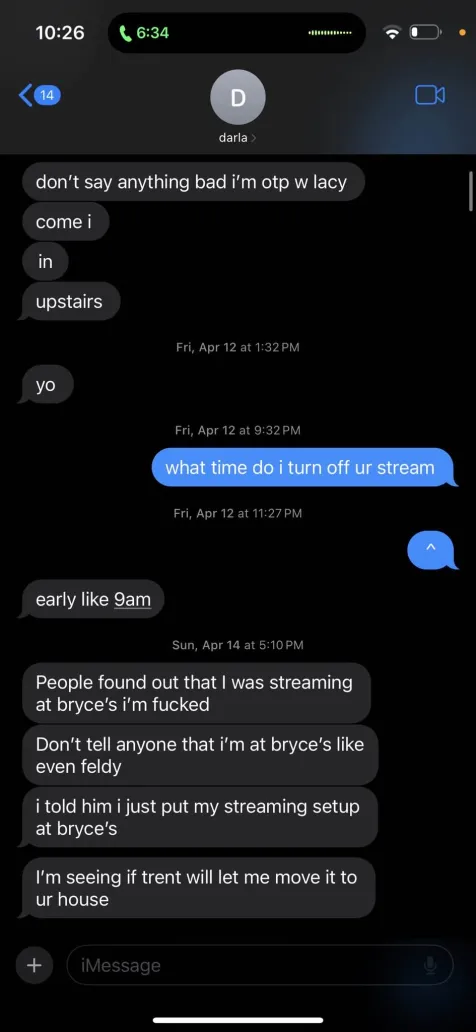 10:26
6:34
14
D
darla
don't say anything bad i'm otp w lacy
come i
in
upstairs
Fri, Apr 12 at 1:32 PM
yo
Fri, Apr 12 at 9:32 PM
what time do i turn off ur stream
Fri, Apr 12 at 11:27 PM
^
early like 9am
Sun, Apr 14 at 5:10 PM
People found out that I was streaming
at bryce's i'm fucked
Don't tell anyone that i'm at bryce's like
even feldy
i told him i just put my streaming setup
at bryce's
I'm seeing if trent will let me move it to
ur house
iMessage